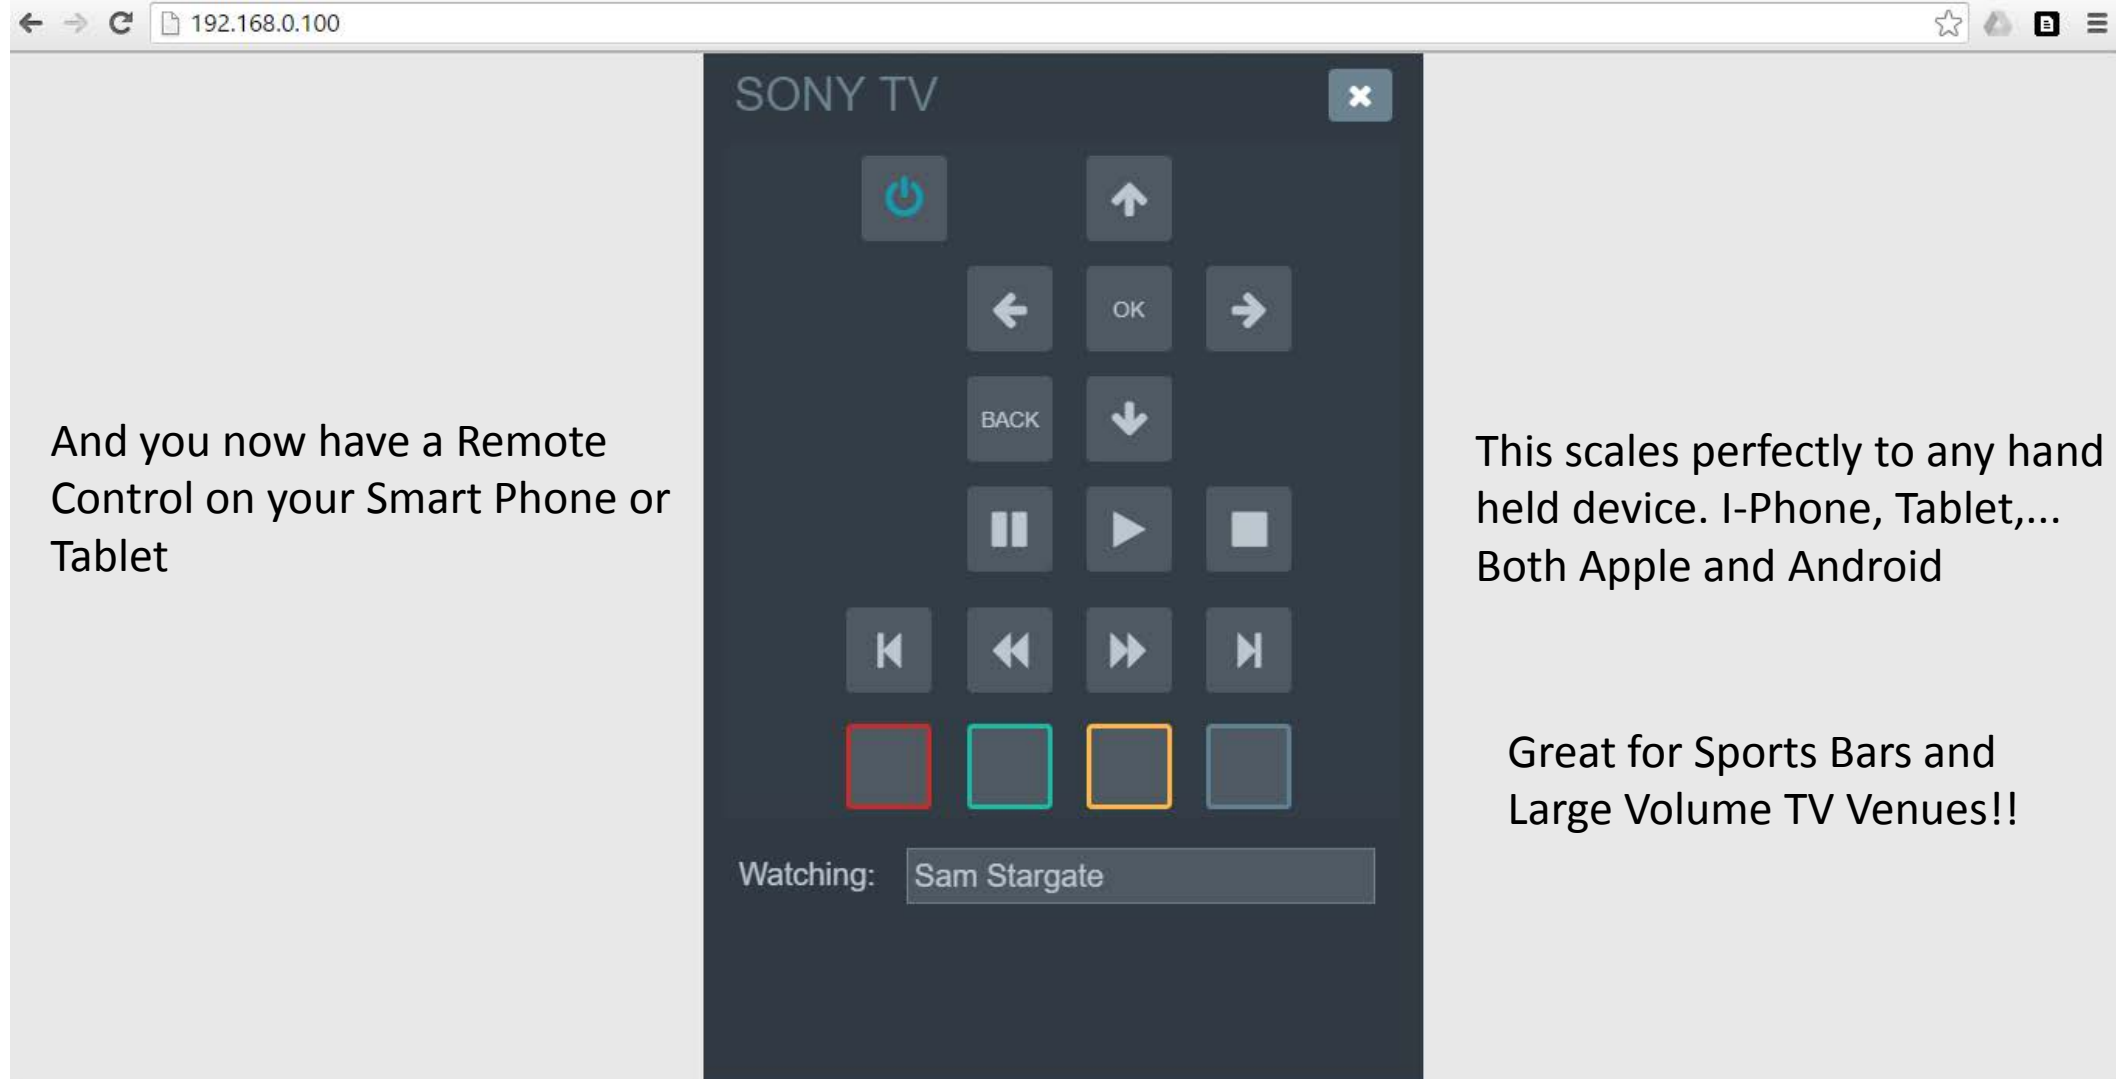 192.168.0.100
SONY TV
OK
BACK
And you now have a Remote
Control on your Smart Phone or
Tablet
This scales perfectly to any hand
held device. I-Phone, Tablet,...
Both Apple and Android
Great for Sports Bars and
Large Volume TV Venues!!
Watching: Sam Stargate